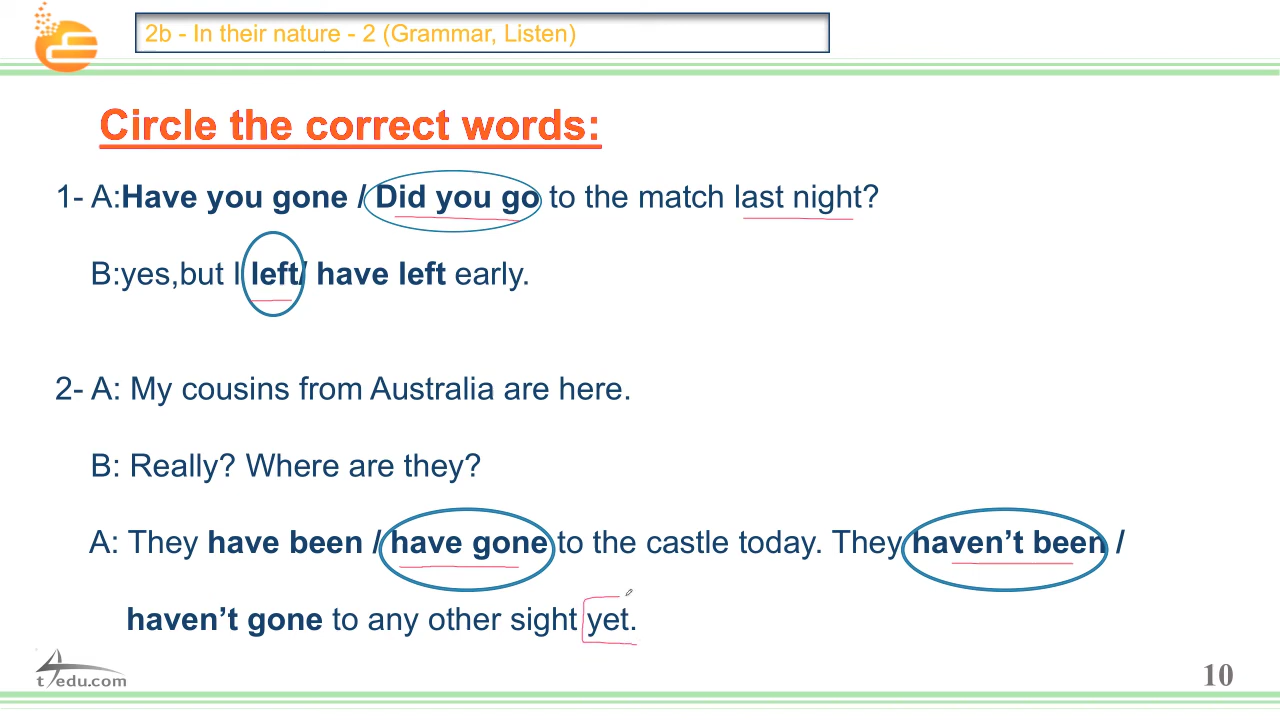 2b - In their nature - 2 (Grammar, Listen)
Circle the correct words:
1- A:Have you gone / Did you go to the match last night?
B:yes,but I left/ have left early.
2- A: My cousins from Australia are here.
B: Really? Where are they?
A: They have been / have gone to the castle today. They haven’t been /
haven’t gone to any other sight yet.
t4edu.com
10